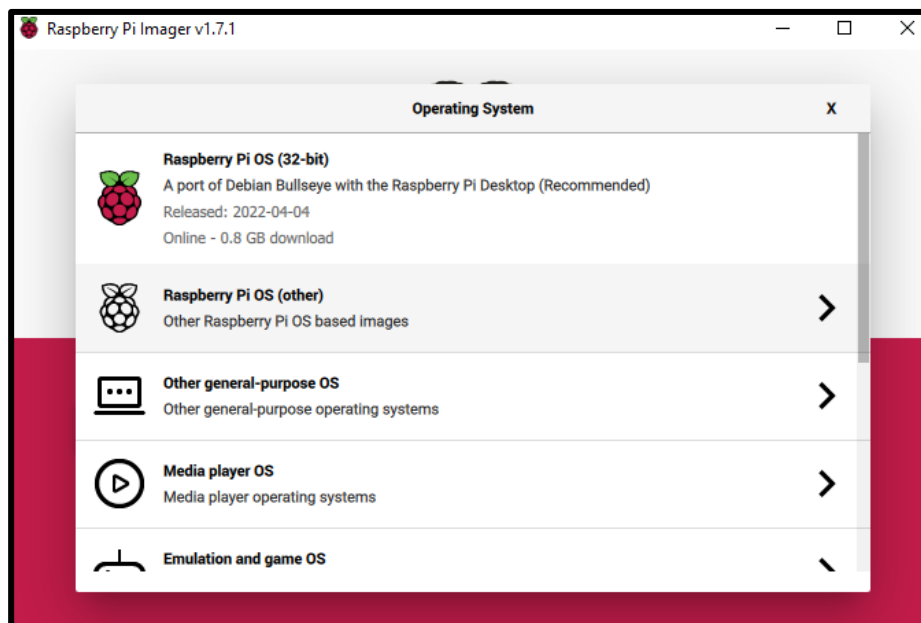 Raspberry Pi Imager v1.7.1
Operating System
X
Raspberry Pi OS (32-bit)
A port of Debian Bullseye with the Raspberry Pi Desktop (Recommended)
Released: 2022-04-04
Online - 0.8 GB download
Raspberry Pi OS (other)
Other Raspberry Pi OS based images
Other general-purpose OS
Other general-purpose operating systems
Media player OS
Media player operating systems
Emulation and game OS